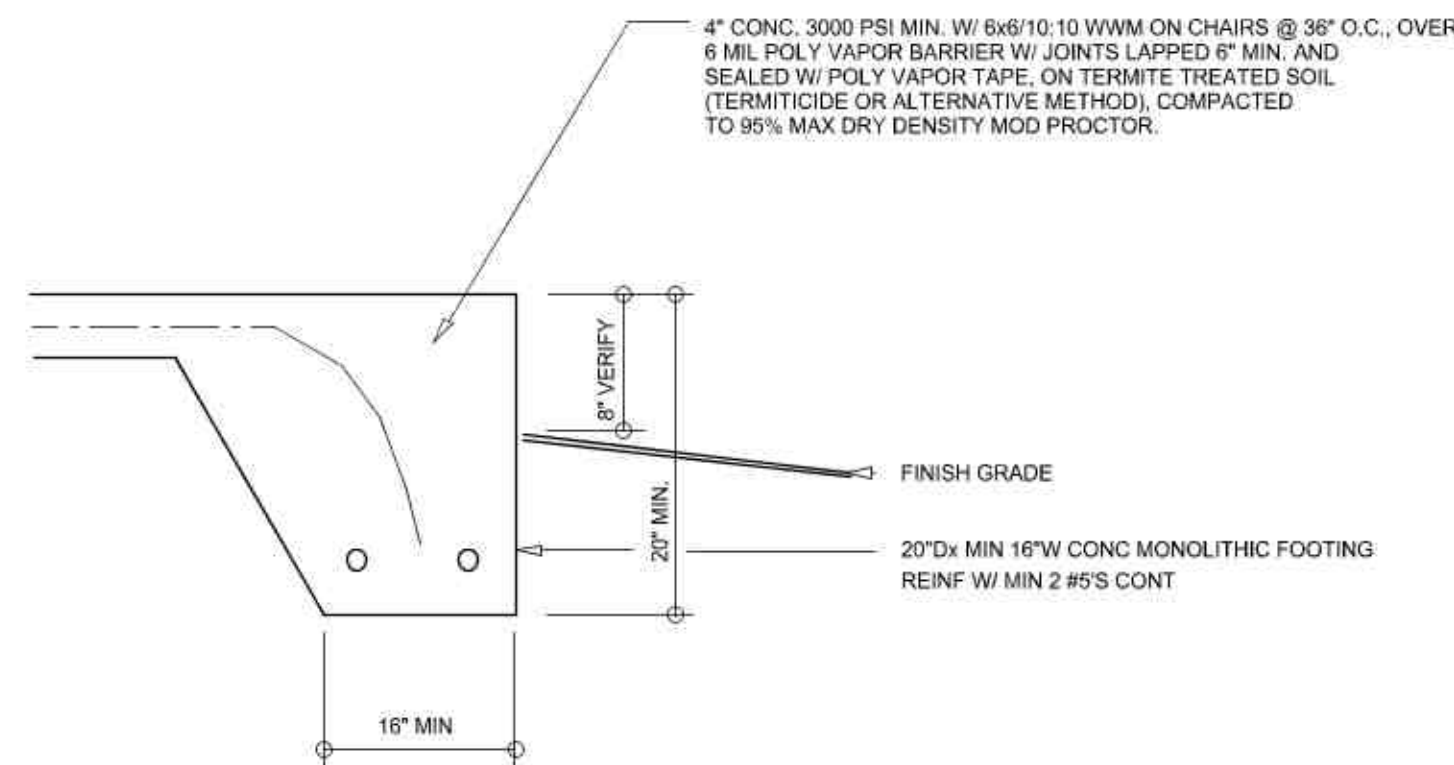 4" CONC. 3000 PSI MIN. W/ 6x6/10:10 WWM ON CHAIRS @ 36" O.C., OVER
6 MIL POLY VAPOR BARRIER W/ JOINTS LAPPED 6" MIN. AND
SEALED W/ POLY VAPOR TAPE, ON TERMITE TREATED SOIL
(TERMITICIDE OR ALTERNATIVE METHOD), COMPACTED
TO 95% MAX DRY DENSITY MOD PROCTOR.
8" VERIFY
20" MIN.
FINISH GRADE
20"Dx MIN 16"W CONC MONOLITHIC FOOTING
REINF W/ MIN 2 #5'S CONT
16" MIN